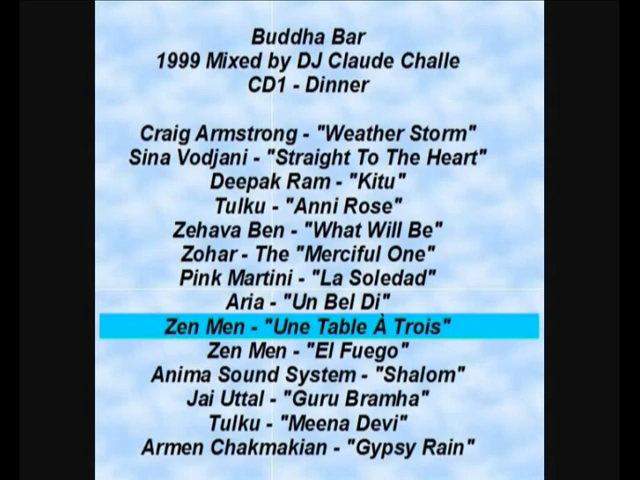 Buddha Bar
1999 Mixed by DJ Claude Challe
CD1 - Dinner
Craig Armstrong - "Weather Storm"
Sina Vodjani - "Straight To The Heart"
Deepak Ram - "Kitu"
Tulku - "Anni Rose"
Zehava Ben - "What Will Be"
Zohar - The "Merciful One"
Pink Martini - "La Soledad"
Aria - "Un Bel Di"
Zen Men - "Une Table À Trois"
Zen Men - "El Fuego"
Anima Sound System - "Shalom"
Jai Uttal - "Guru Bramha"
Tulku - "Meena Devi"
Armen Chakmakian - "Gypsy Rain"